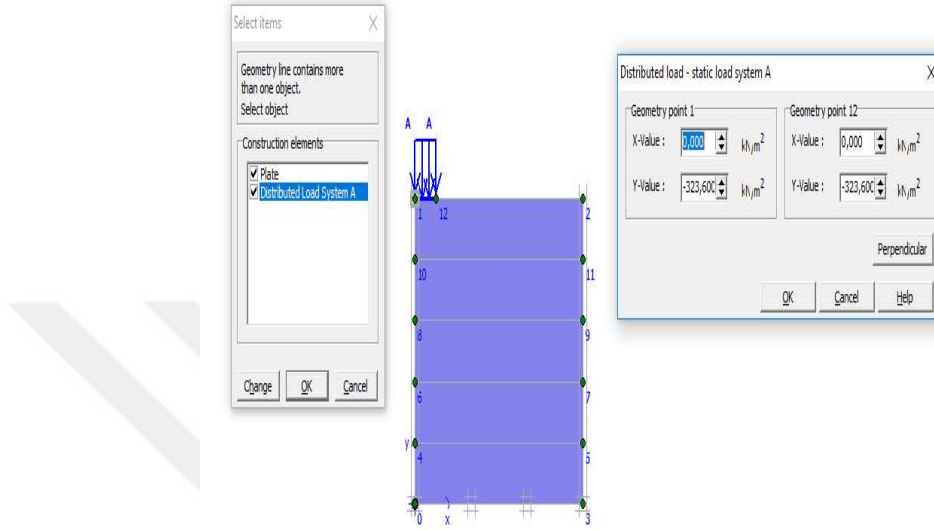 Select items
Geometry line contains more
than one object.
Select object
Construction elements
Plate
Distributed Load System A
Change
OK
Cancel
A A
1 12 2
10 11
8 9
6 7
y
4 5
0 x 3
Distributed load - static load system A
Geometry point 1
X-Value : 0,000 kN/m²
Y-Value : -323,600 kN/m²
Geometry point 12
X-Value : 0,000 kN/m²
Y-Value : -323,600 kN/m²
Perpendicular
OK
Cancel
Help